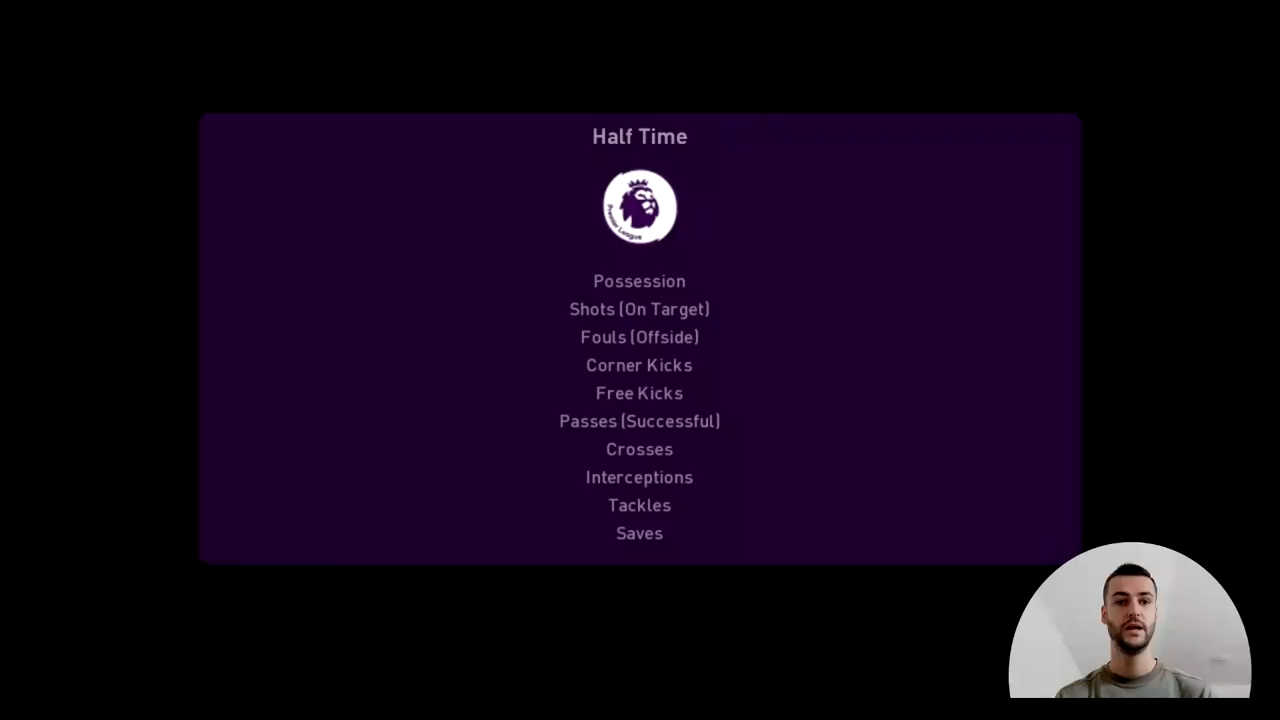 Half Time
Premier League
Possession
Shots (On Target)
Fouls (Offside)
Corner Kicks
Free Kicks
Passes (Successful)
Crosses
Interceptions
Tackles
Saves